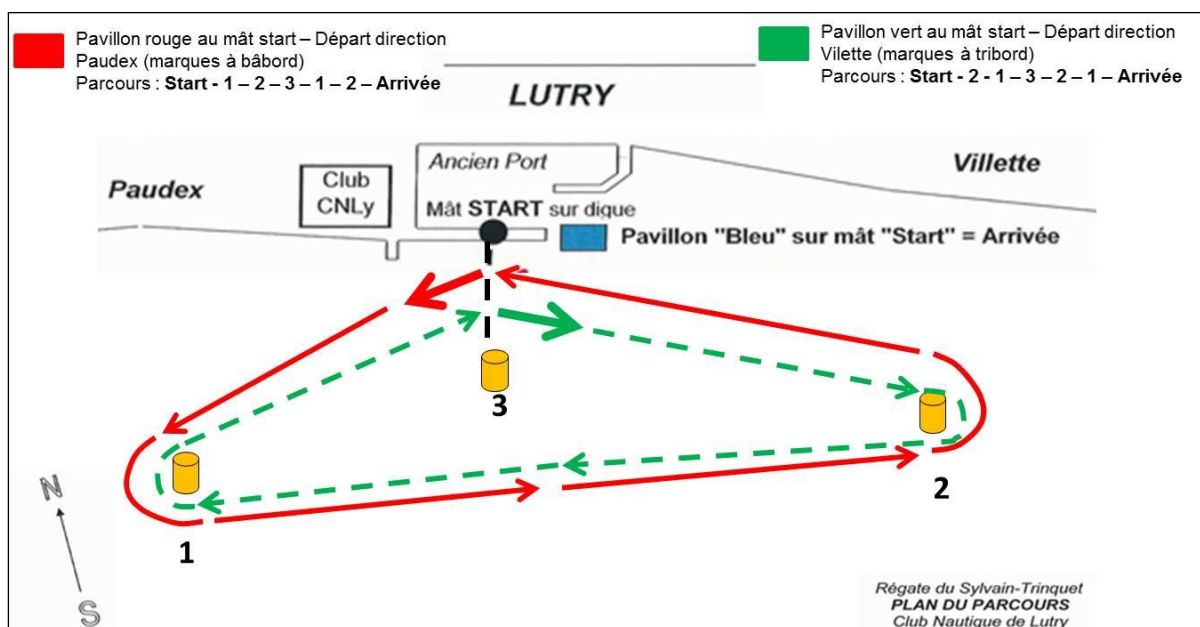 Pavillon rouge au mât start – Départ direction
Paudex (marques à bâbord)
Parcours : Start - 1 – 2 – 3 – 1 – 2 – Arrivée
Pavillon vert au mât start – Départ direction
Vilette (marques à tribord)
Parcours : Start - 2 - 1 – 3 – 2 – 1 – Arrivée
LUTRY
Paudex
Club
CNLy
Ancien Port
Mât START sur digue
Villette
Pavillon "Bleu" sur mât "Start" = Arrivée
3
2
1
N
S
Régate du Sylvain-Trinquet
PLAN DU PARCOURS
Club Nautique de Lutry